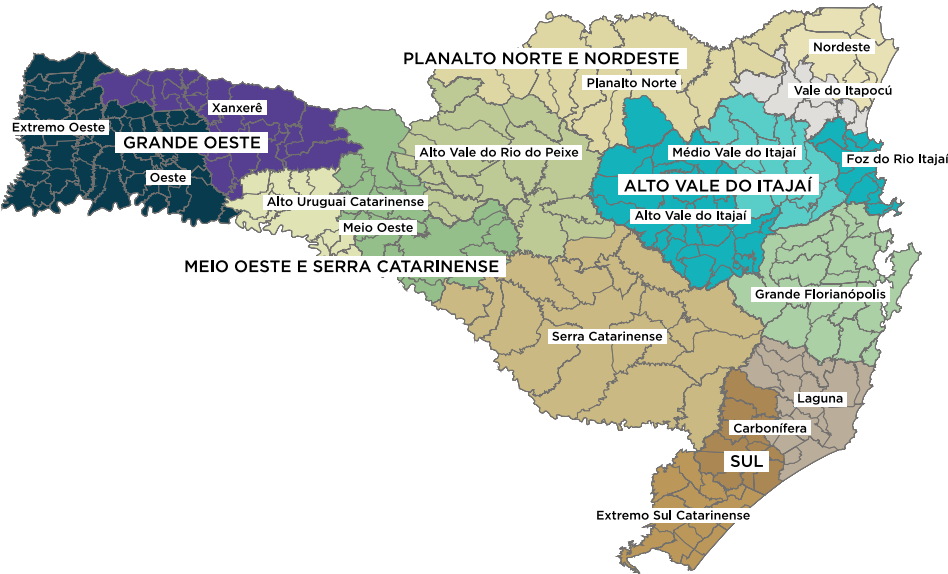 Nordeste
PLANALTO NORTE E NORDESTE
Planalto Norte
Vale do Itapocú
Xanxerê
Extremo Oeste
GRANDE OESTE
Alto Vale do Rio do Peixe
Médio Vale do Itajaí
Foz do Rio Itajaí
Oeste
ALTO VALE DO ITAJAÍ
Alto Uruguai Catarinense
Alto Vale do Itajaí
Meio Oeste
MEIO OESTE E SERRA CATARINENSE
Grande Florianópolis
Serra Catarinense
Laguna
Carbonífera
SUL
Extremo Sul Catarinense